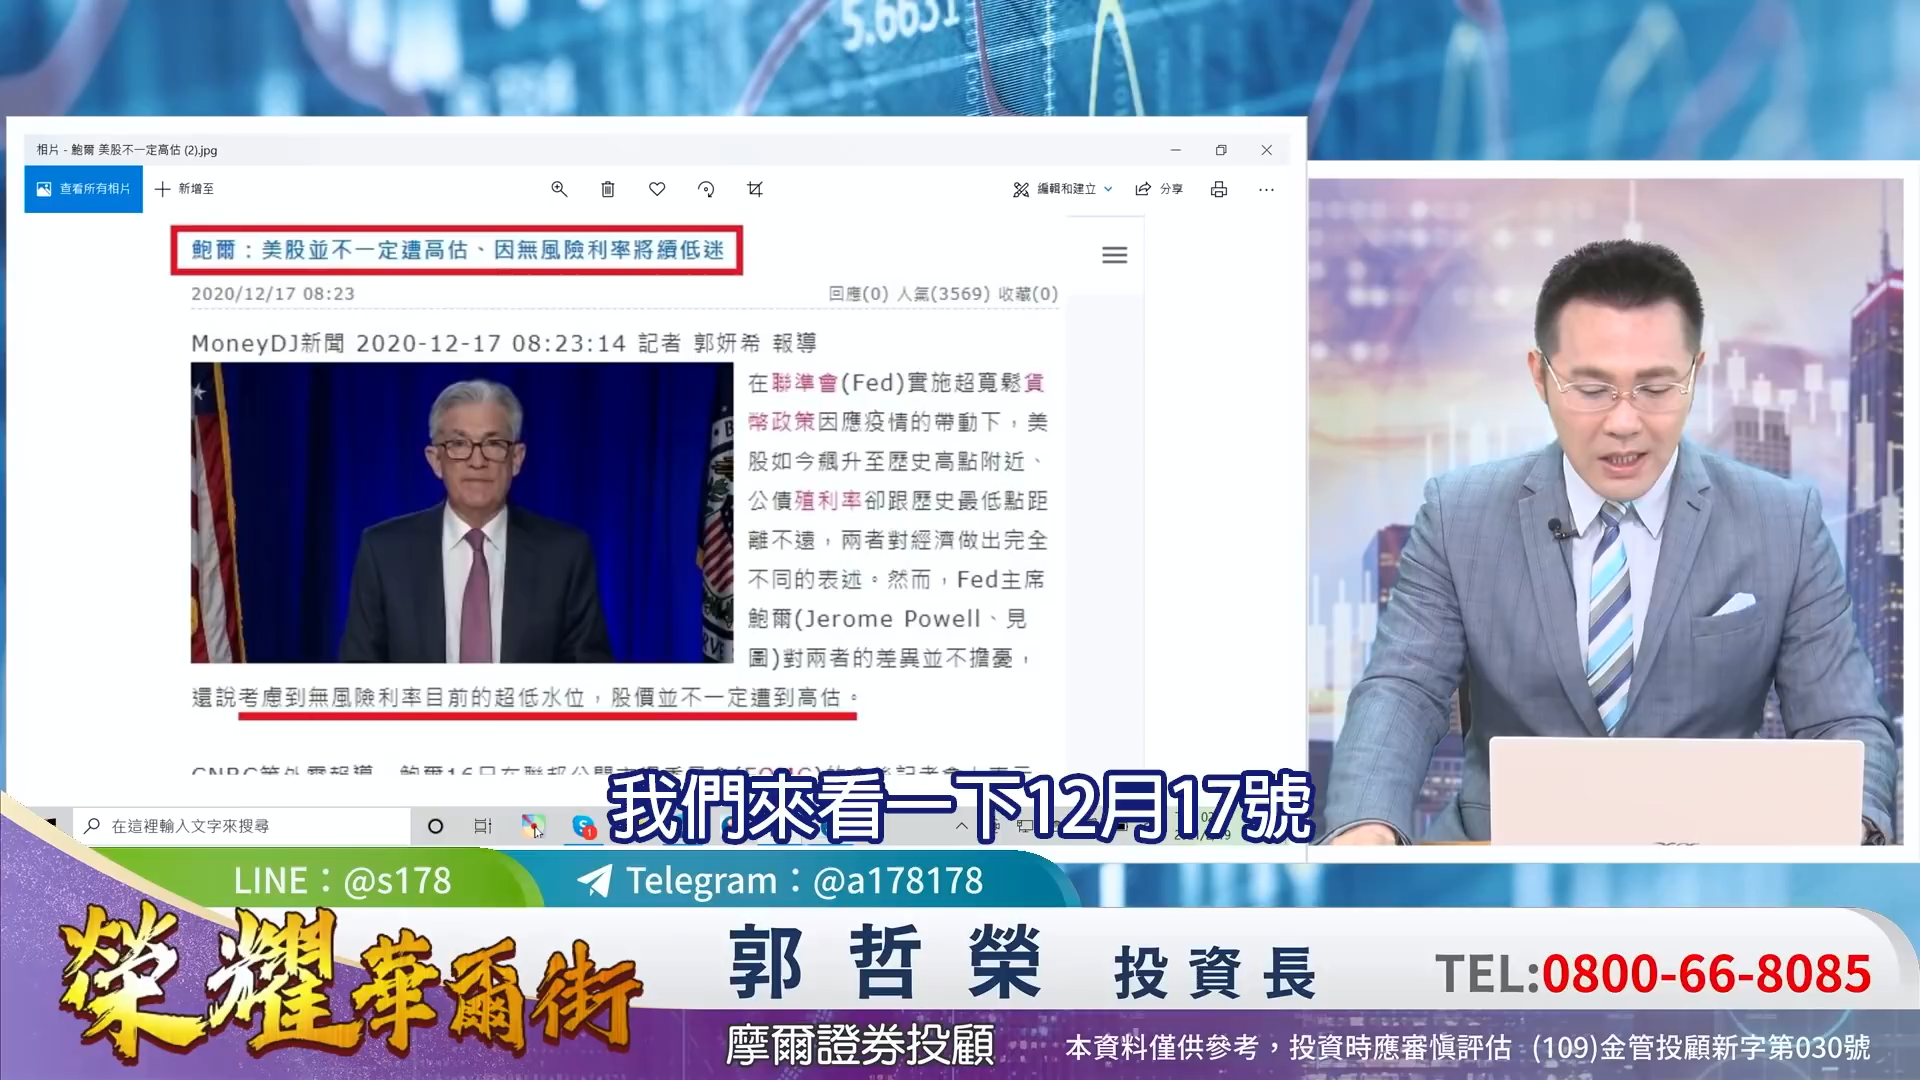 5.6631
相片 - 鮑爾 美股不一定高估 (2).jpg
查看所有相片
新增至
編輯和建立
分享
鮑爾：美股並不一定遭高估、因無風險利率將續低迷
2020/12/17 08:23
回應(0) 人氣(3569) 收藏(0)
MoneyDJ新聞 2020-12-17 08:23:14 記者 郭妍希 報導
在聯準會(Fed)實施超寬鬆貨
幣政策因應疫情的帶動下，美
股如今飆升至歷史高點附近、
公債殖利率卻跟歷史最低點距
離不遠，兩者對經濟做出完全
不同的表述。然而，Fed主席
鮑爾(Jerome Powell、見
圖)對兩者的差異並不擔憂，
還說考慮到無風險利率目前的超低水位，股價並不一定遭到高估。
在這裡輸入文字來搜尋
我們來看一下12月17號
LINE：@s178
Telegram：@a178178
榮耀華爾街
郭哲榮 投資長
TEL:0800-66-8085
摩爾證券投顧
本資料僅供參考，投資時應審慎評估 (109)金管投顧新字第030號